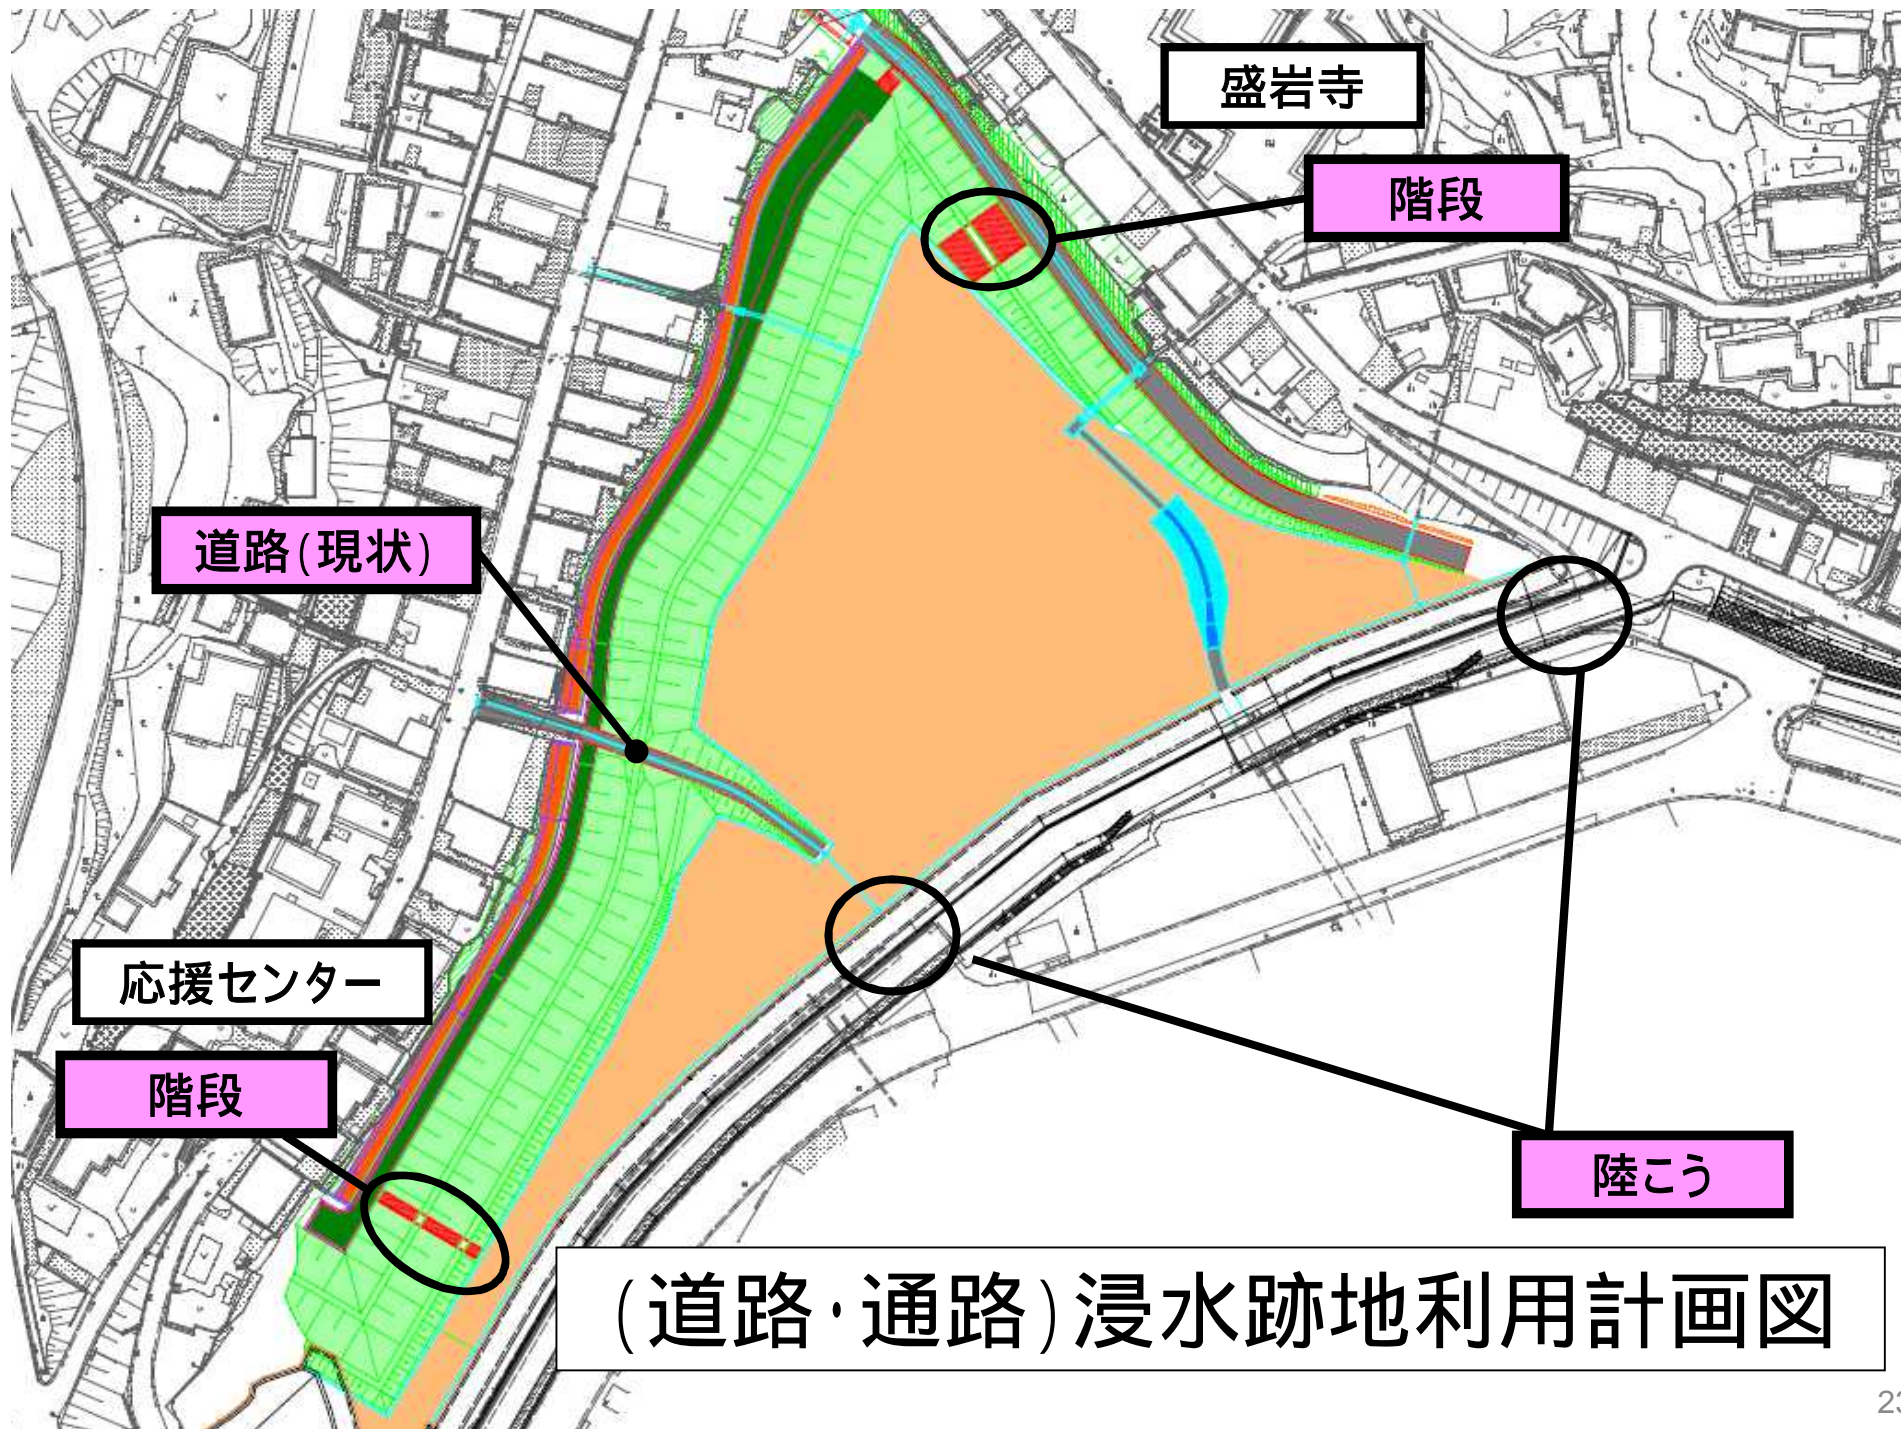 盛岩寺
階段
道路(現状)
応援センター
階段
陸こう
(道路・通路)浸水跡地利用計画図